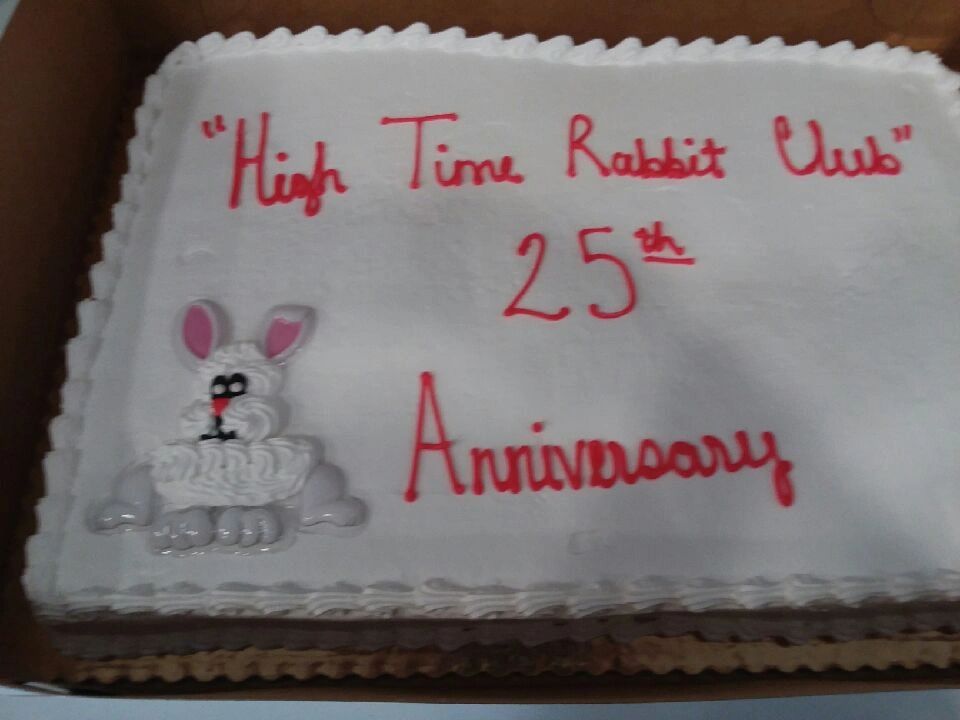 "High Time Rabbit Club"
25th
Anniversary